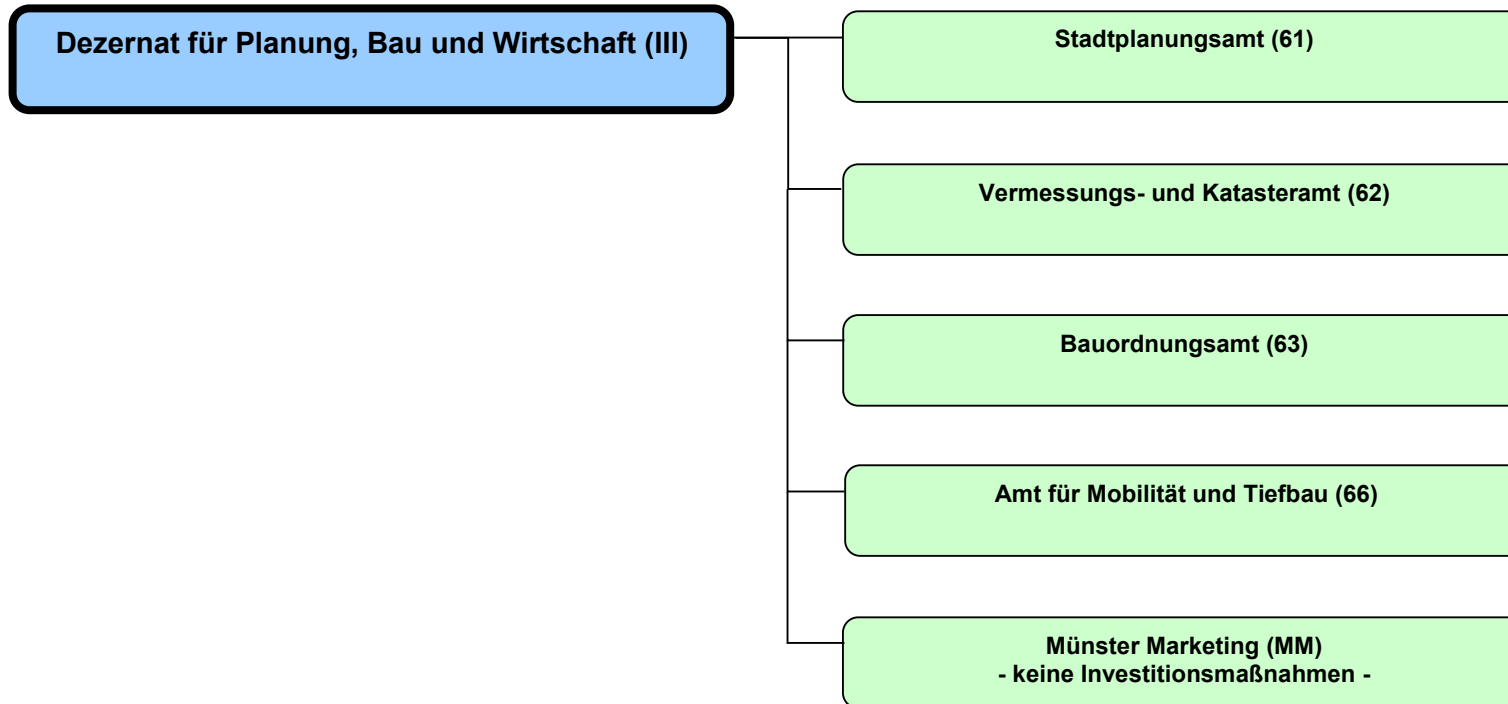 Dezernat für Planung, Bau und Wirtschaft (III)
Stadtplanungsamt (61)
Vermessungs- und Katasteramt (62)
Bauordnungsamt (63)
Amt für Mobilität und Tiefbau (66)
Münster Marketing (MM)
- keine Investitionsmaßnahmen -